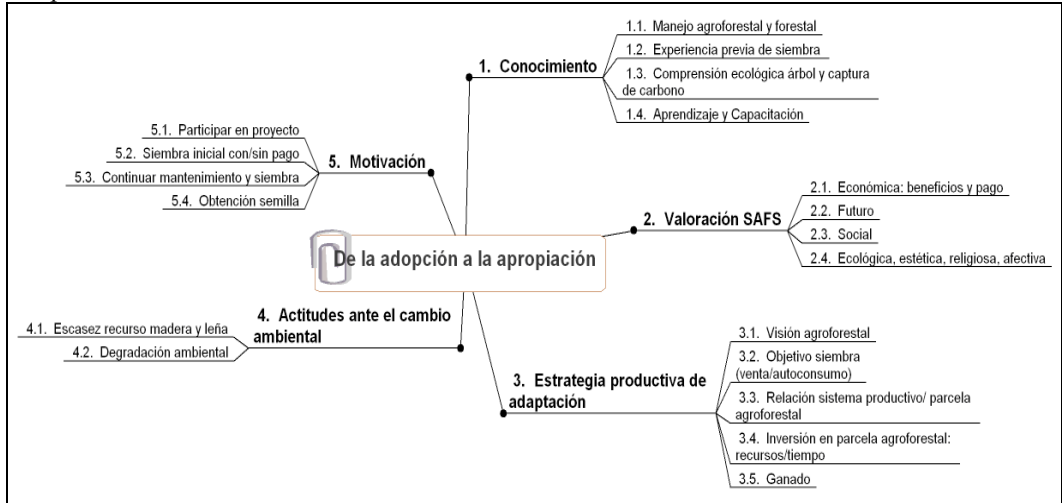 1. Conocimiento
1.1. Manejo agroforestal y forestal
1.2. Experiencia previa de siembra
1.3. Comprensión ecológica árbol y captura
de carbono
1.4. Aprendizaje y Capacitación
2. Valoración SAFS
2.1. Económica: beneficios y pago
2.2. Futuro
2.3. Social
2.4. Ecológica, estética, religiosa, afectiva
De la adopción a la apropiación
3. Estrategia productiva de
adaptación
3.1. Visión agroforestal
3.2. Objetivo siembra
(venta/autoconsumo)
3.3. Relación sistema productivo/ parcela
agroforestal
3.4. Inversión en parcela agroforestal:
recursos/tiempo
3.5. Ganado
4. Actitudes ante el cambio
ambiental
4.1. Escasez recurso madera y leña
4.2. Degradación ambiental
5. Motivación
5.1. Participar en proyecto
5.2. Siembra inicial con/sin pago
5.3. Continuar mantenimiento y siembra
5.4. Obtención semilla